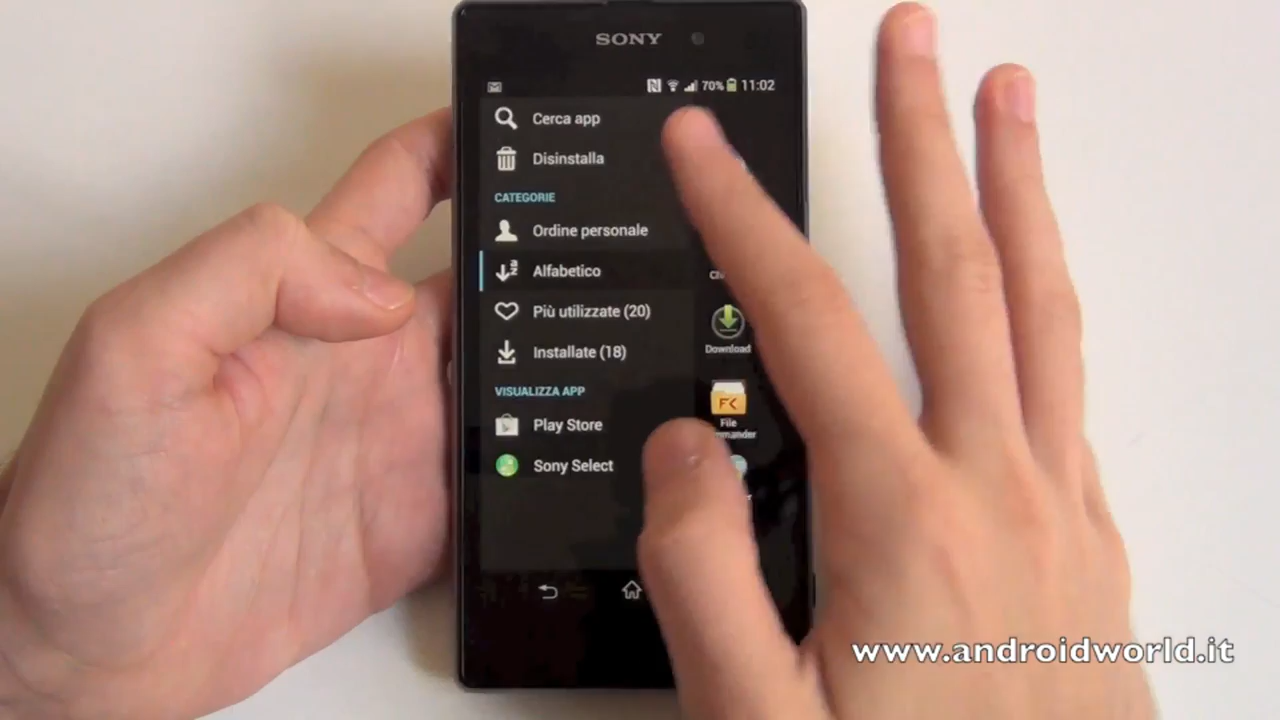 SONY
70% 11:02
Cerca app
Disinstalla
CATEGORIE
Ordine personale
Alfabetico
Più utilizzate (20)
Installate (18)
Download
VISUALIZZA APP
File
Play Store
Sony Select
www.androidworld.it